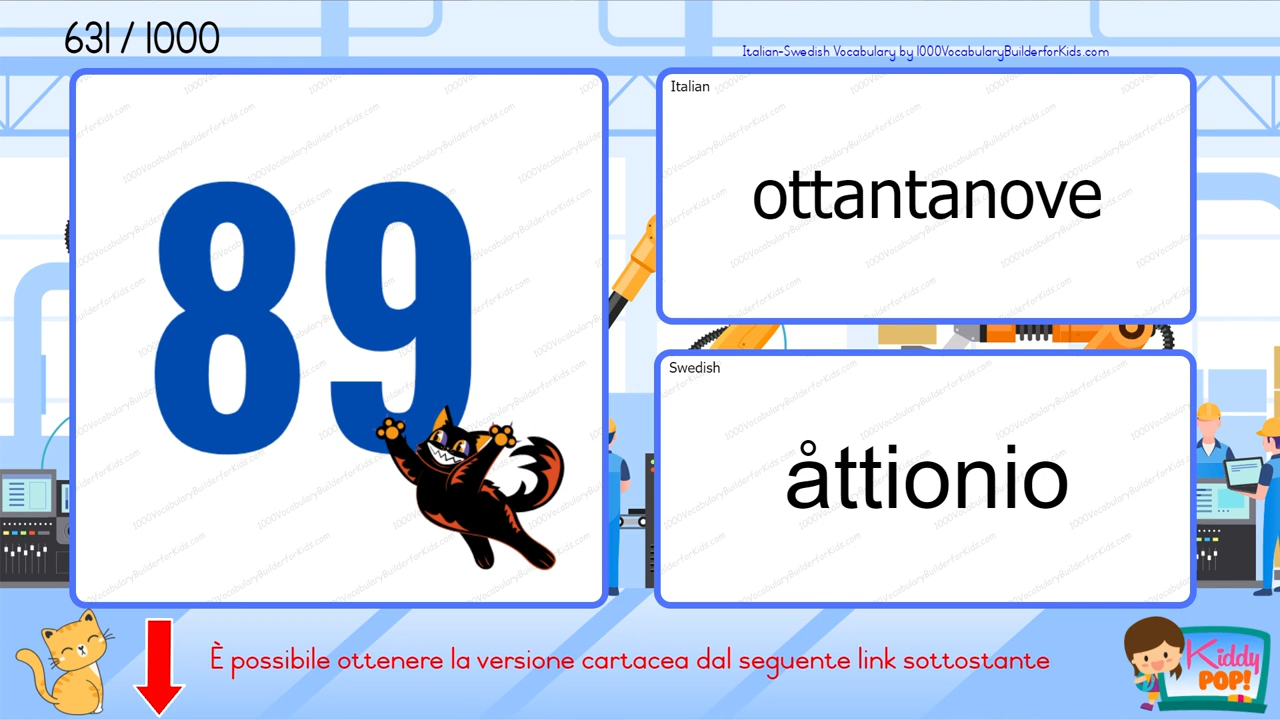 631 / 1000
Italian-Swedish Vocabulary by 1000VocabularyBuilderforKids.com
89
Italian
ottantanove
Swedish
åttionio
È possibile ottenere la versione cartacea dal seguente link sottostante
Kiddy
POP!